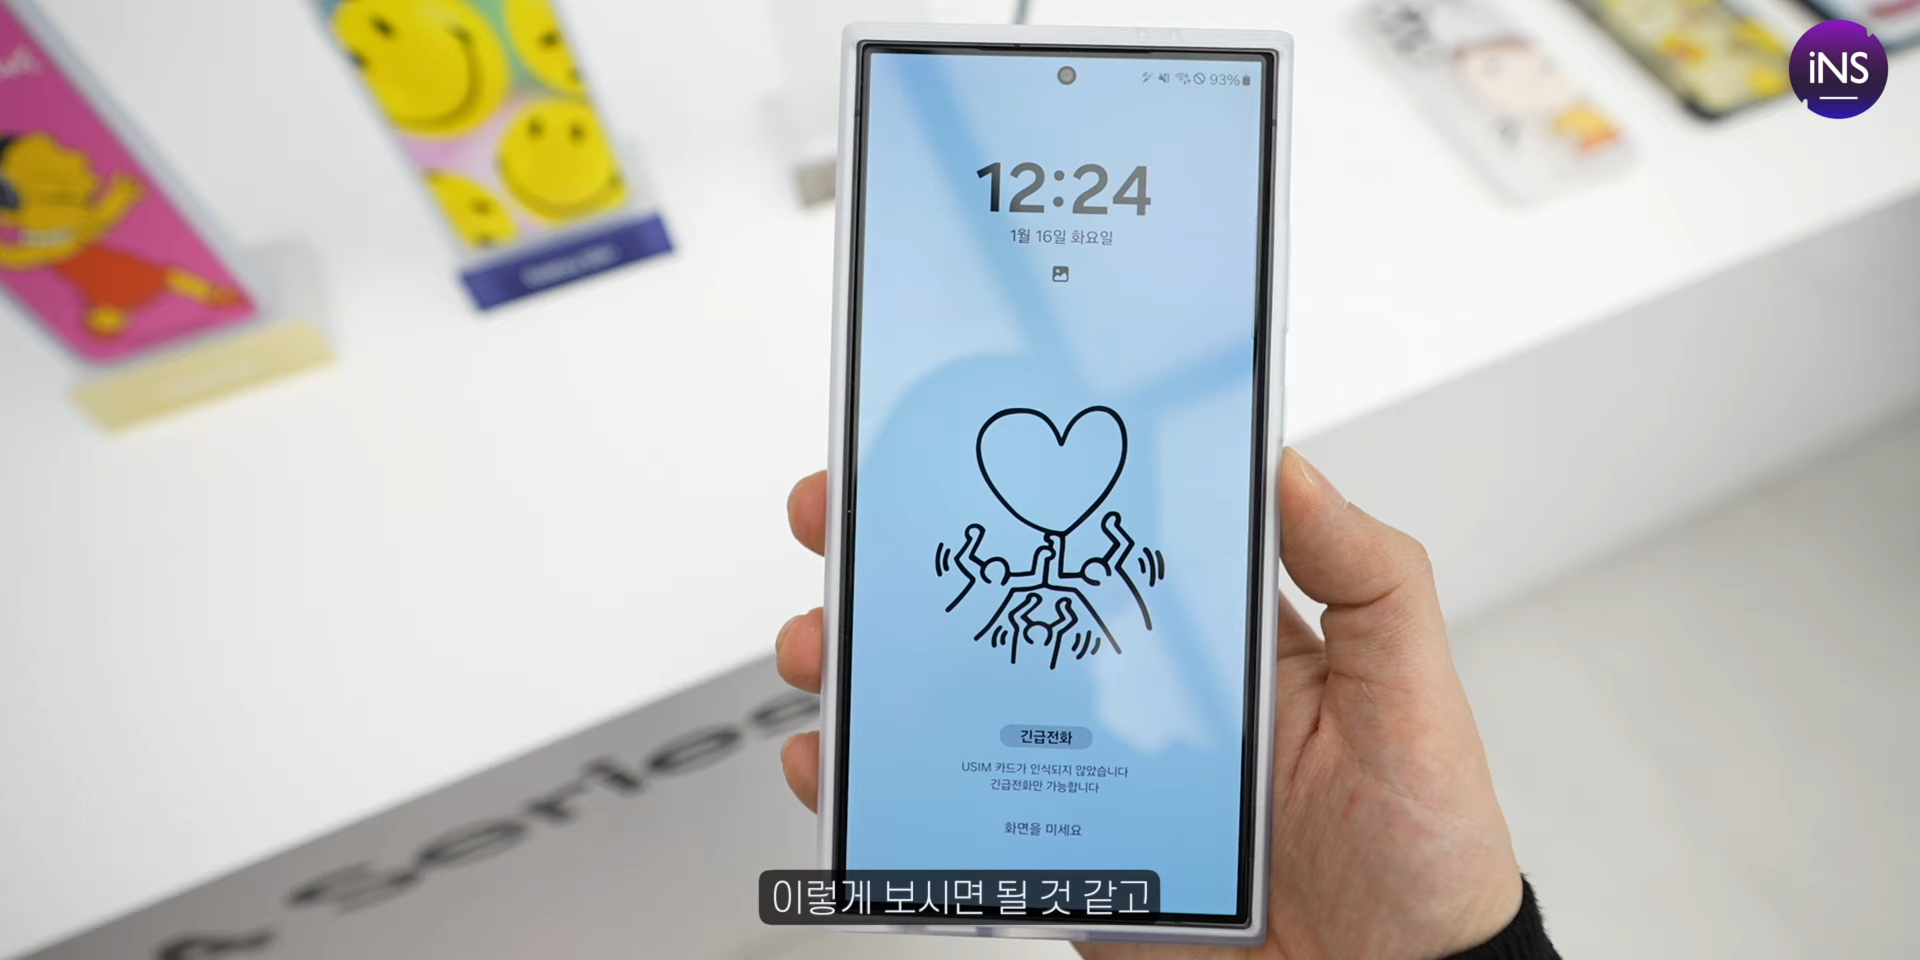 iNS
93%
12:24
1월 16일 화요일
긴급전화
USIM 카드가 인식되지 않았습니다
긴급전화만 가능합니다
화면을 미세요
A Series
이렇게 보시면 될 것 같고